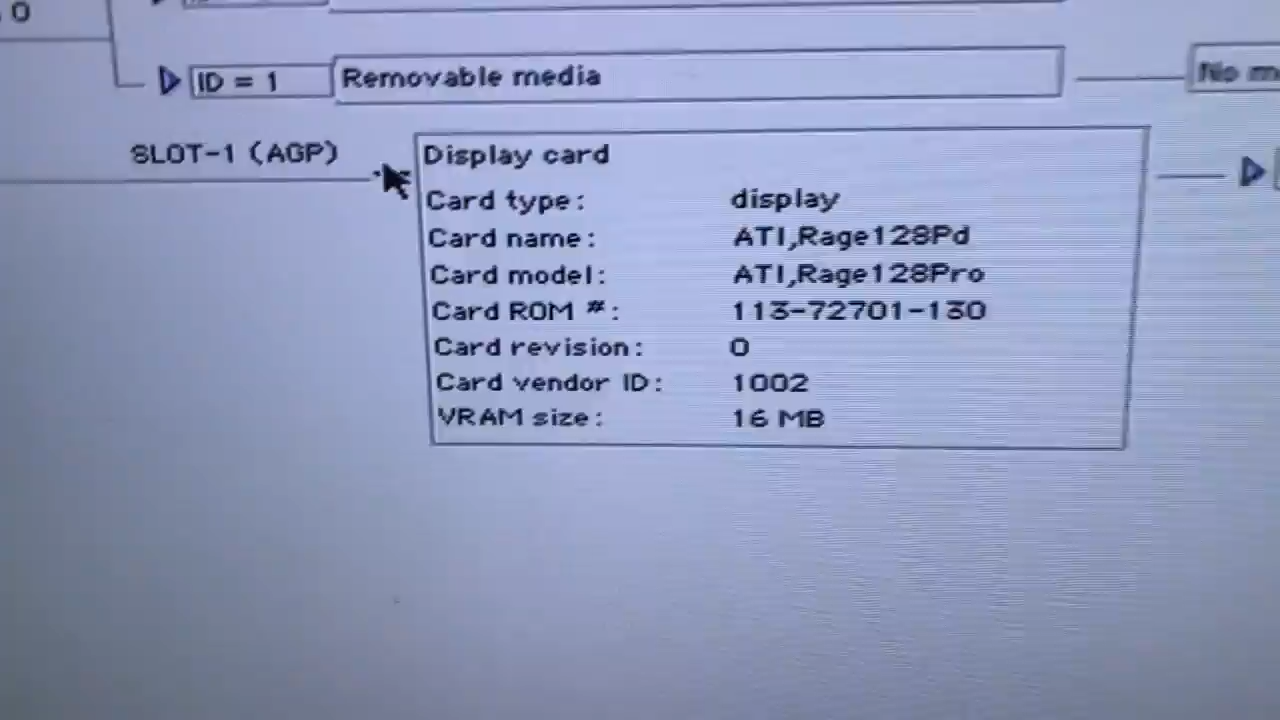 0
ID = 1 Removable media No
SLOT-1 (AGP)
Display card
Card type: display
Card name: ATI,Rage128Pd
Card model: ATI,Rage128Pro
Card ROM #: 113-72701-130
Card revision: 0
Card vendor ID: 1002
VRAM size: 16 MB